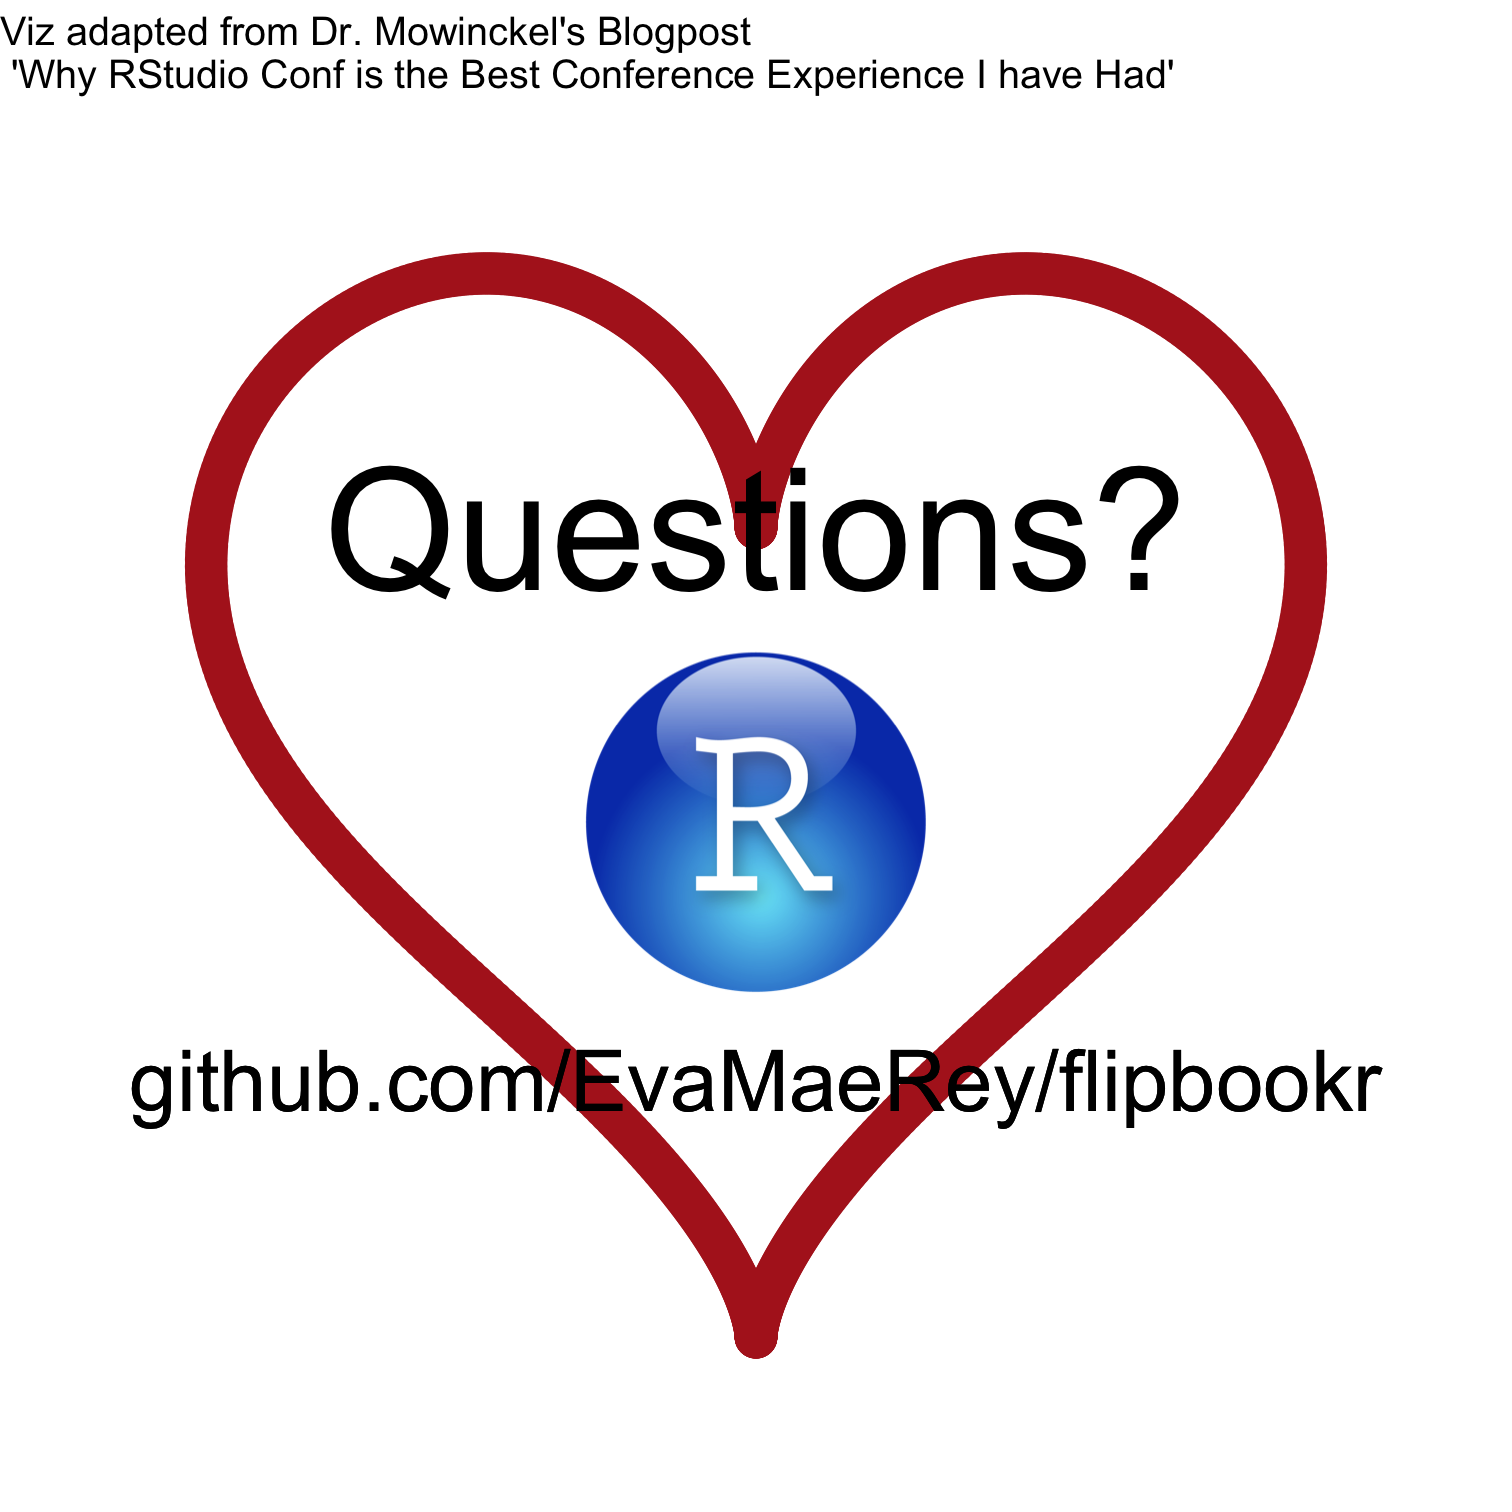 Viz adapted from Dr. Mowinckel's Blogpost
'Why RStudio Conf is the Best Conference Experience I have Had'
Questions?
R
github.com/EvaMaeRey/flipbookr